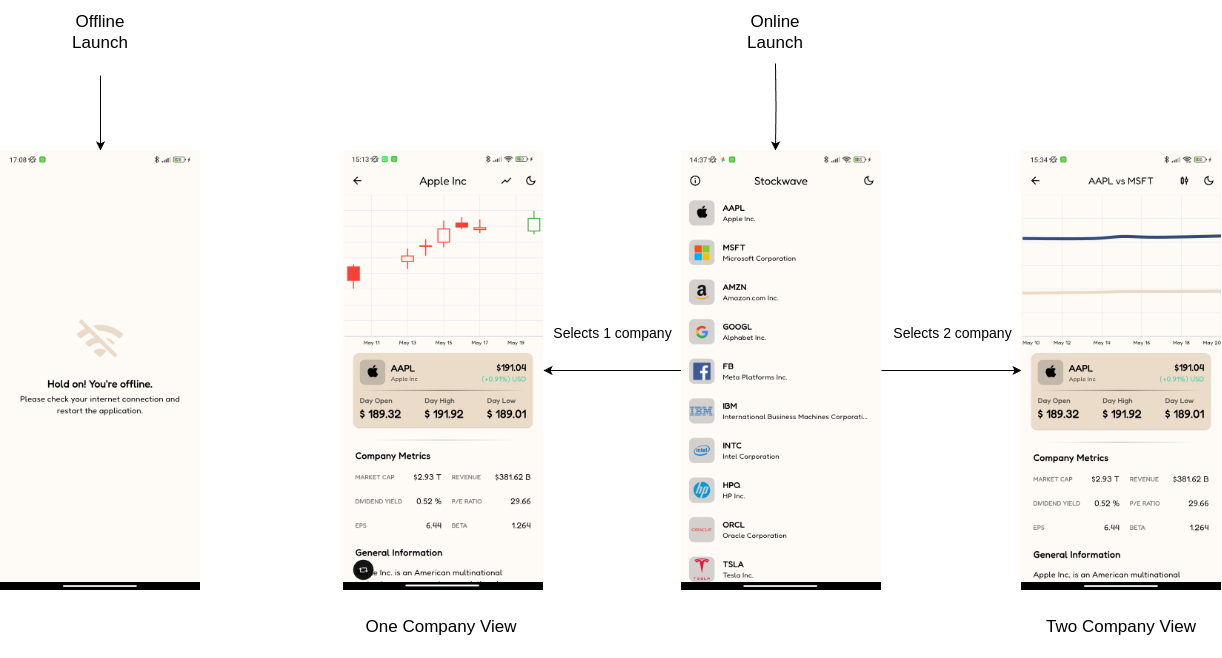 Offline
Launch
Online
Launch
17:08
Hold on! You're offline.
Please check your internet connection and
restart the application.
15:13
Apple Inc
May 11 May 13 May 15 May 17 May 19
AAPL
Apple Inc
$191.04
(+0.91%) USD
Day Open Day High Day Low
$ 189.32 $ 191.92 $ 189.01
Company Metrics
MARKET CAP $2.93 T REVENUE $381.62 B
DIVIDEND YIELD 0.52 % P/E RATIO 29.66
EPS 6.44 BETA 1.264
General Information
le Inc. is an American multinational
One Company View
Selects 1 company
14:37
Stockwave
AAPL
Apple Inc.
MSFT
Microsoft Corporation
a
AMZN
Amazon.com Inc.
G
GOOGL
Alphabet Inc.
f
FB
Meta Platforms Inc.
IBM
IBM
International Business Machines Corporati...
intel
INTC
Intel Corporation
hp
HPQ
HP Inc.
ORACLE
ORCL
Oracle Corporation
TESLA
TSLA
Tesla Inc.
Selects 2 company
15:34
AAPL vs MSFT
May 10 May 12 May 14 May 16 May 18 May 20
AAPL
Apple Inc
$191.04
(+0.91%) USD
Day Open Day High Day Low
$ 189.32 $ 191.92 $ 189.01
Company Metrics
MARKET CAP $2.93 T REVENUE $381.62 B
DIVIDEND YIELD 0.52 % P/E RATIO 29.66
EPS 6.44 BETA 1.264
General Information
Apple Inc. is an American multinational
Two Company View